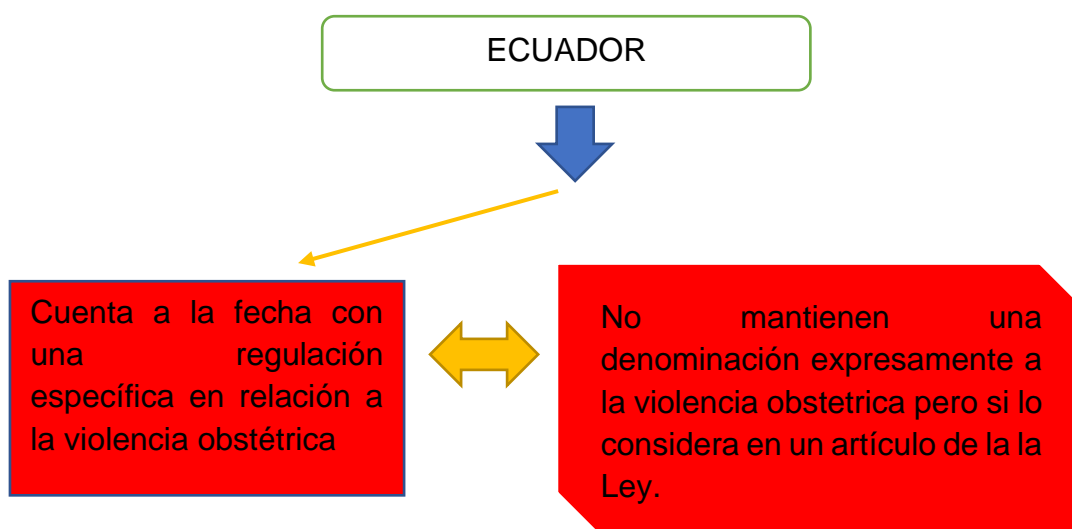 ECUADOR
Cuenta a la fecha con
una regulación
específica en relación a
la violencia obstétrica
No mantienen una
denominación expresamente a
la violencia obstetrica pero si lo
considera en un artículo de la la
Ley.